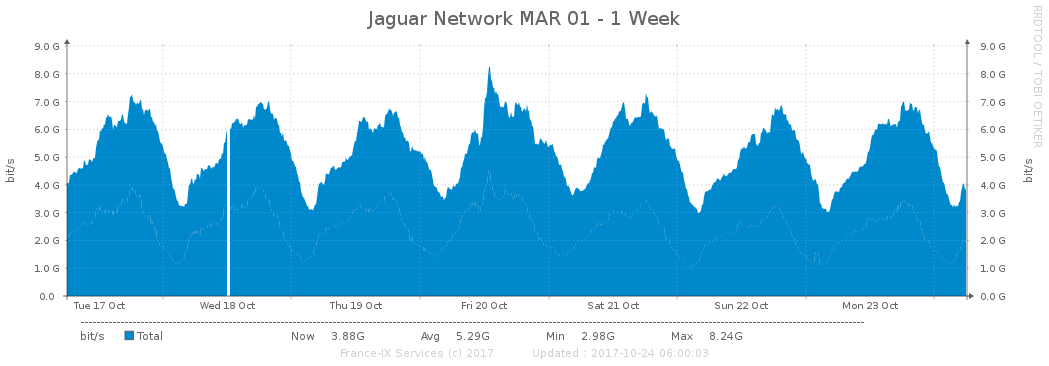 Jaguar Network MAR 01 - 1 Week
RRDTOOL / TOBI OETIKER
bit/s
9.0 G 9.0 G
8.0 G 8.0 G
7.0 G 7.0 G
6.0 G 6.0 G
5.0 G 5.0 G
4.0 G 4.0 G
3.0 G 3.0 G
2.0 G 2.0 G
1.0 G 1.0 G
0.0 0.0 G
bit/s
Tue 17 Oct Wed 18 Oct Thu 19 Oct Fri 20 Oct Sat 21 Oct Sun 22 Oct Mon 23 Oct
bit/s Total Now 3.88G Avg 5.29G Min 2.98G Max 8.24G
France-IX Services (c) 2017 Updated : 2017-10-24 06:00:03